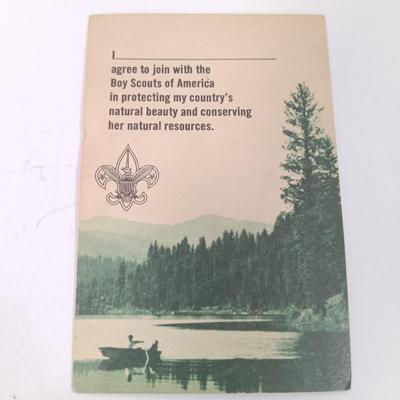 I
agree to join with the
Boy Scouts of America
in protecting my country's
natural beauty and conserving
her natural resources.